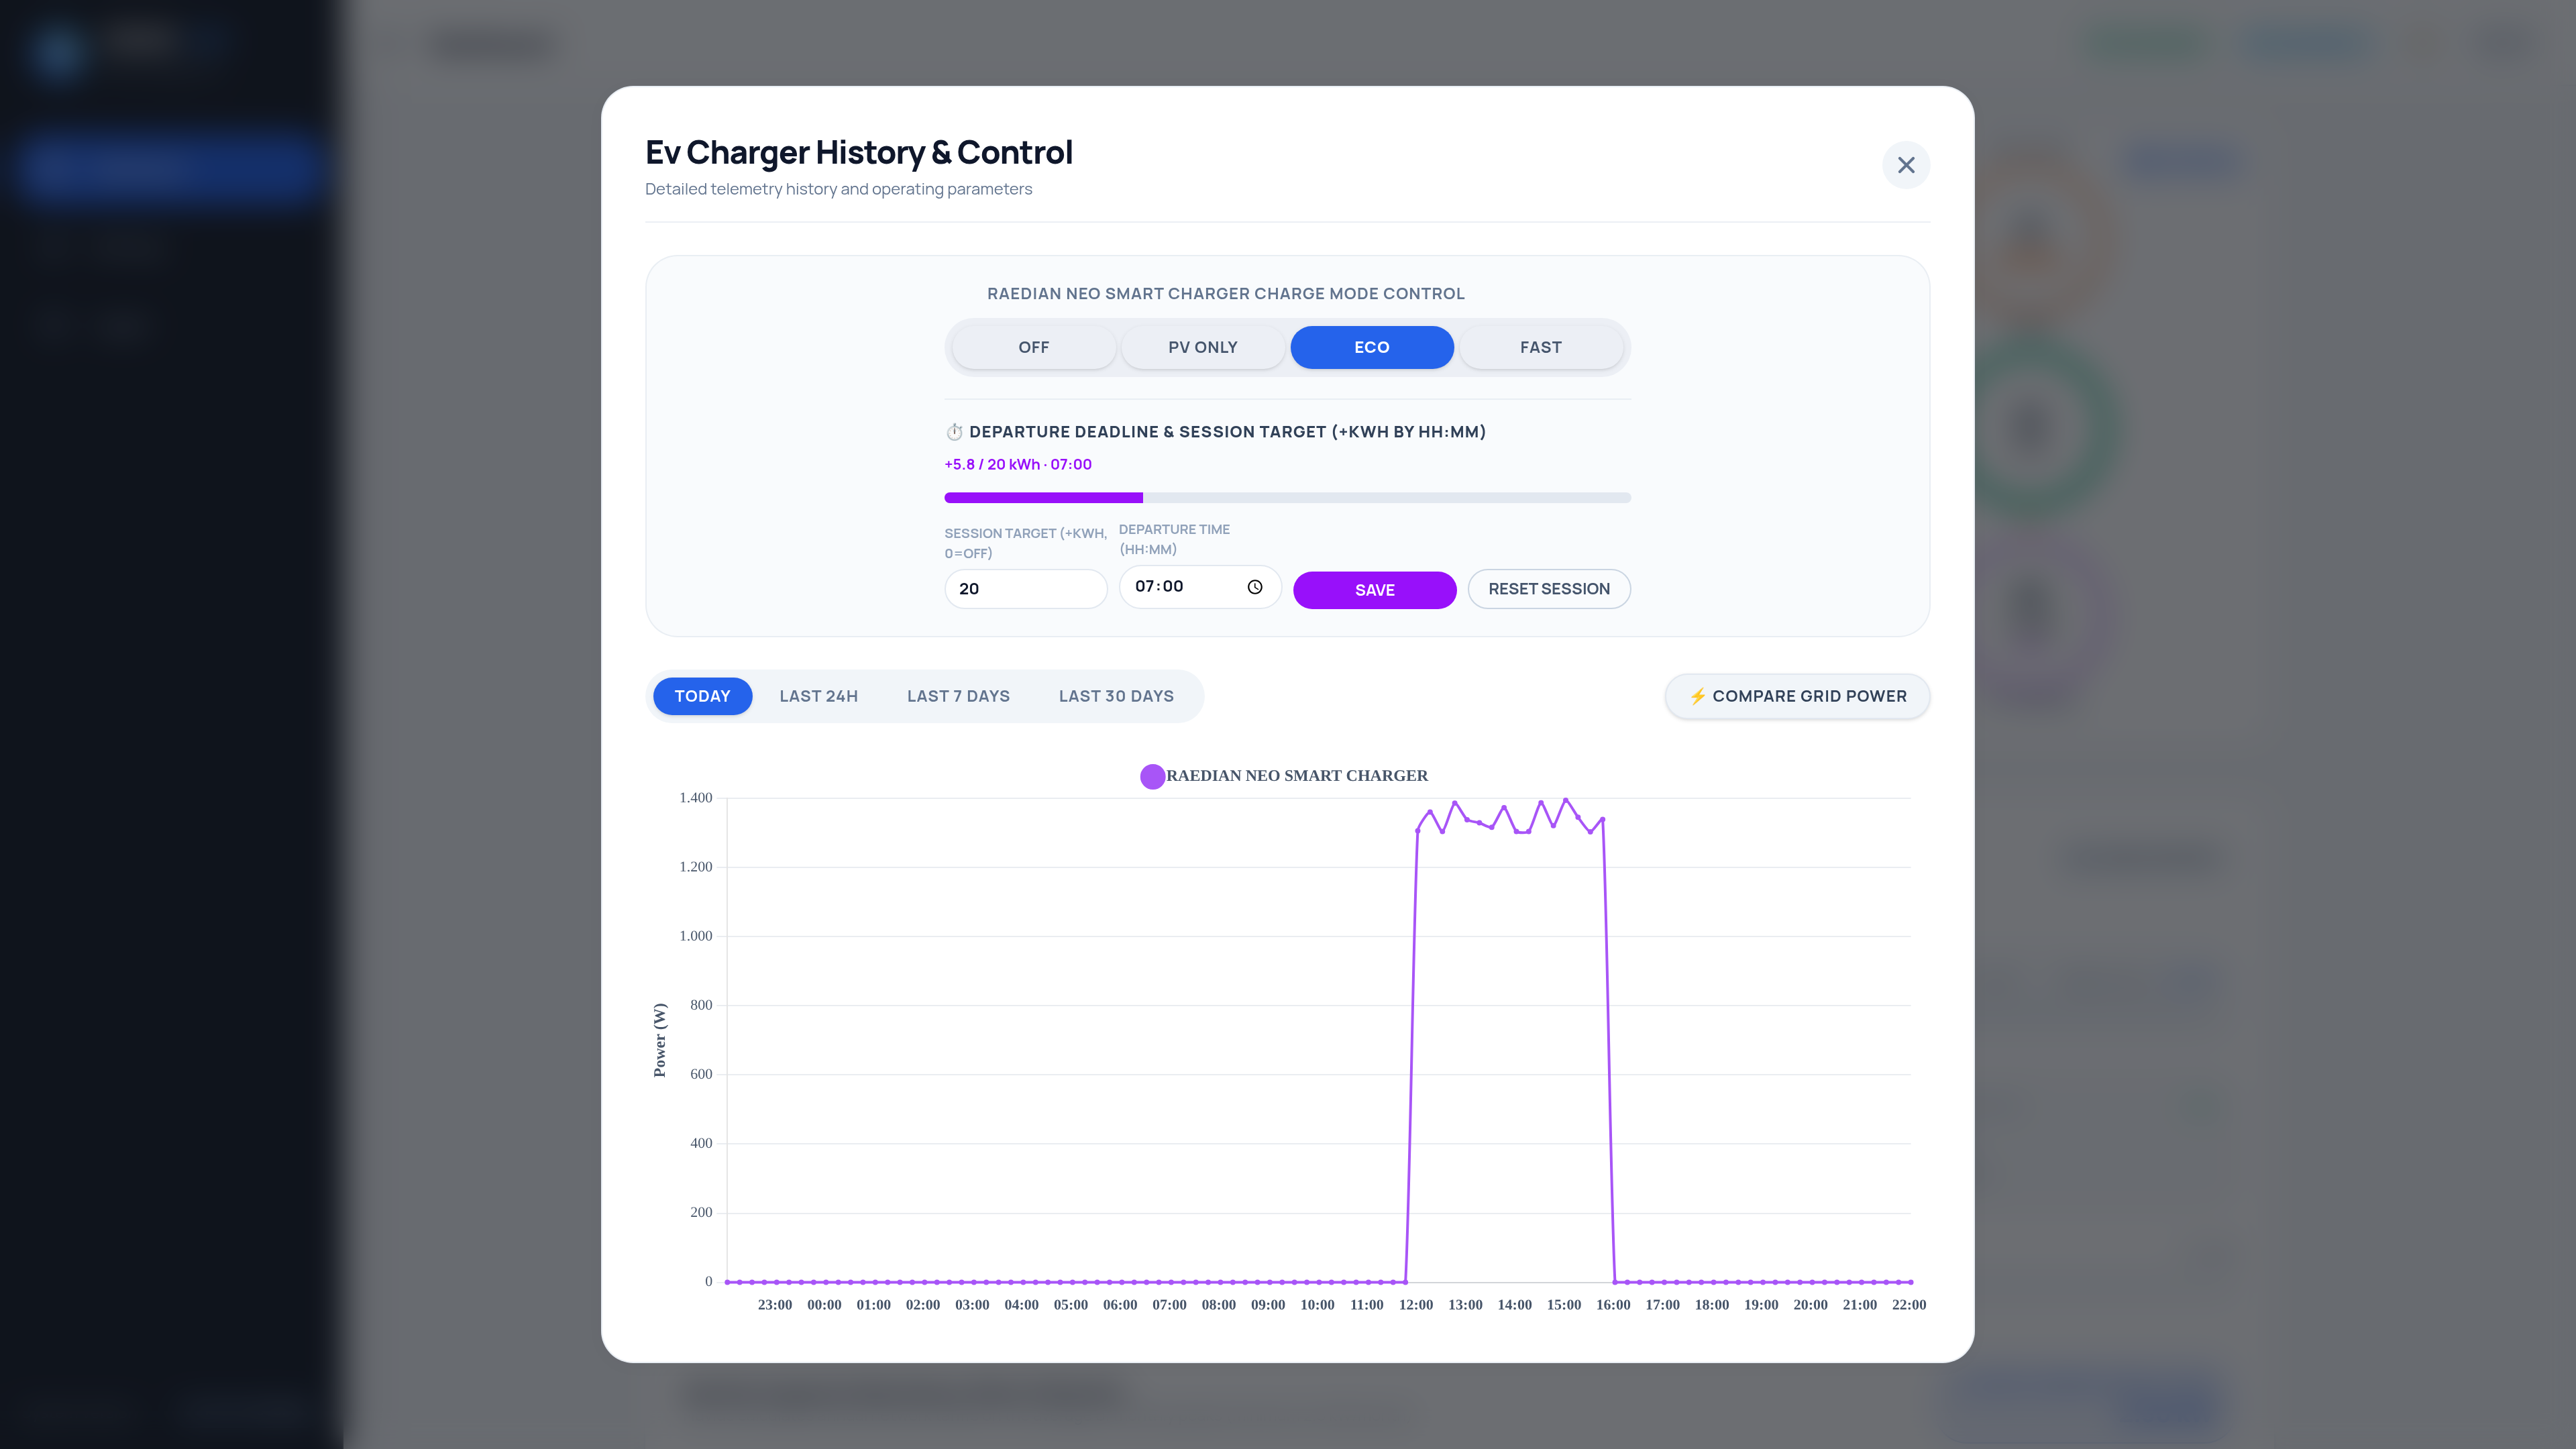 Ev Charger History & Control
Detailed telemetry history and operating parameters
RAEDIAN NEO SMART CHARGER CHARGE MODE CONTROL
OFF
PV ONLY
ECO
FAST
⏱ DEPARTURE DEADLINE & SESSION TARGET (+KWH BY HH:MM)
+5.8 / 20 kWh · 07:00
SESSION TARGET (+KWH,
0=OFF)
DEPARTURE TIME
(HH:MM)
20
07:00
SAVE
RESET SESSION
TODAY
LAST 24H
LAST 7 DAYS
LAST 30 DAYS
⚡ COMPARE GRID POWER
RAEDIAN NEO SMART CHARGER
Power (W)
1.400
1.200
1.000
800
600
400
200
0
23:00 00:00 01:00 02:00 03:00 04:00 05:00 06:00 07:00 08:00 09:00 10:00 11:00 12:00 13:00 14:00 15:00 16:00 17:00 18:00 19:00 20:00 21:00 22:00